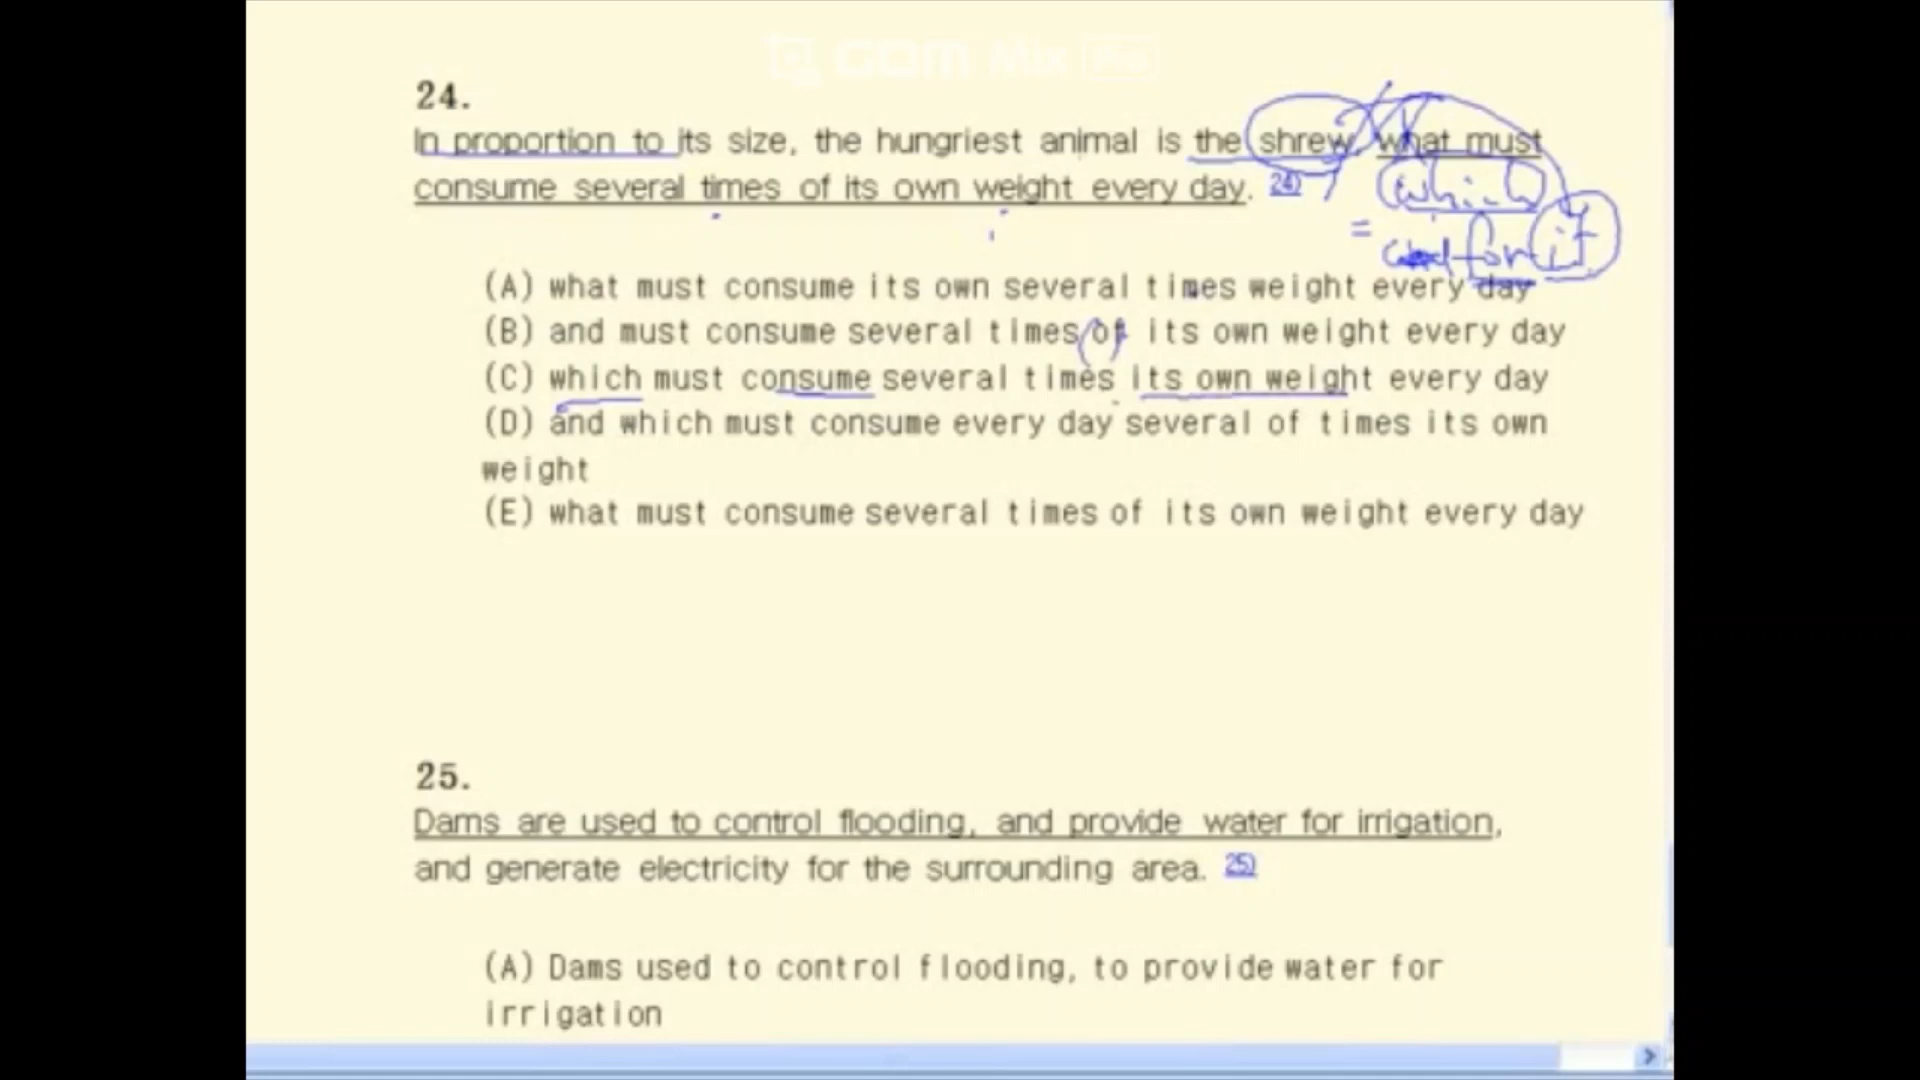 GOM Mix
24.
In proportion to its size, the hungriest animal is the shrew, what must
consume several times of its own weight every day. 24)
which
= and for it
(A) what must consume its own several times weight every day
(B) and must consume several times of its own weight every day
(C) which must consume several times its own weight every day
(D) and which must consume every day several of times its own
weight
(E) what must consume several times of its own weight every day
25.
Dams are used to control flooding, and provide water for irrigation,
and generate electricity for the surrounding area. 25)
(A) Dams used to control flooding, to provide water for
irrigation